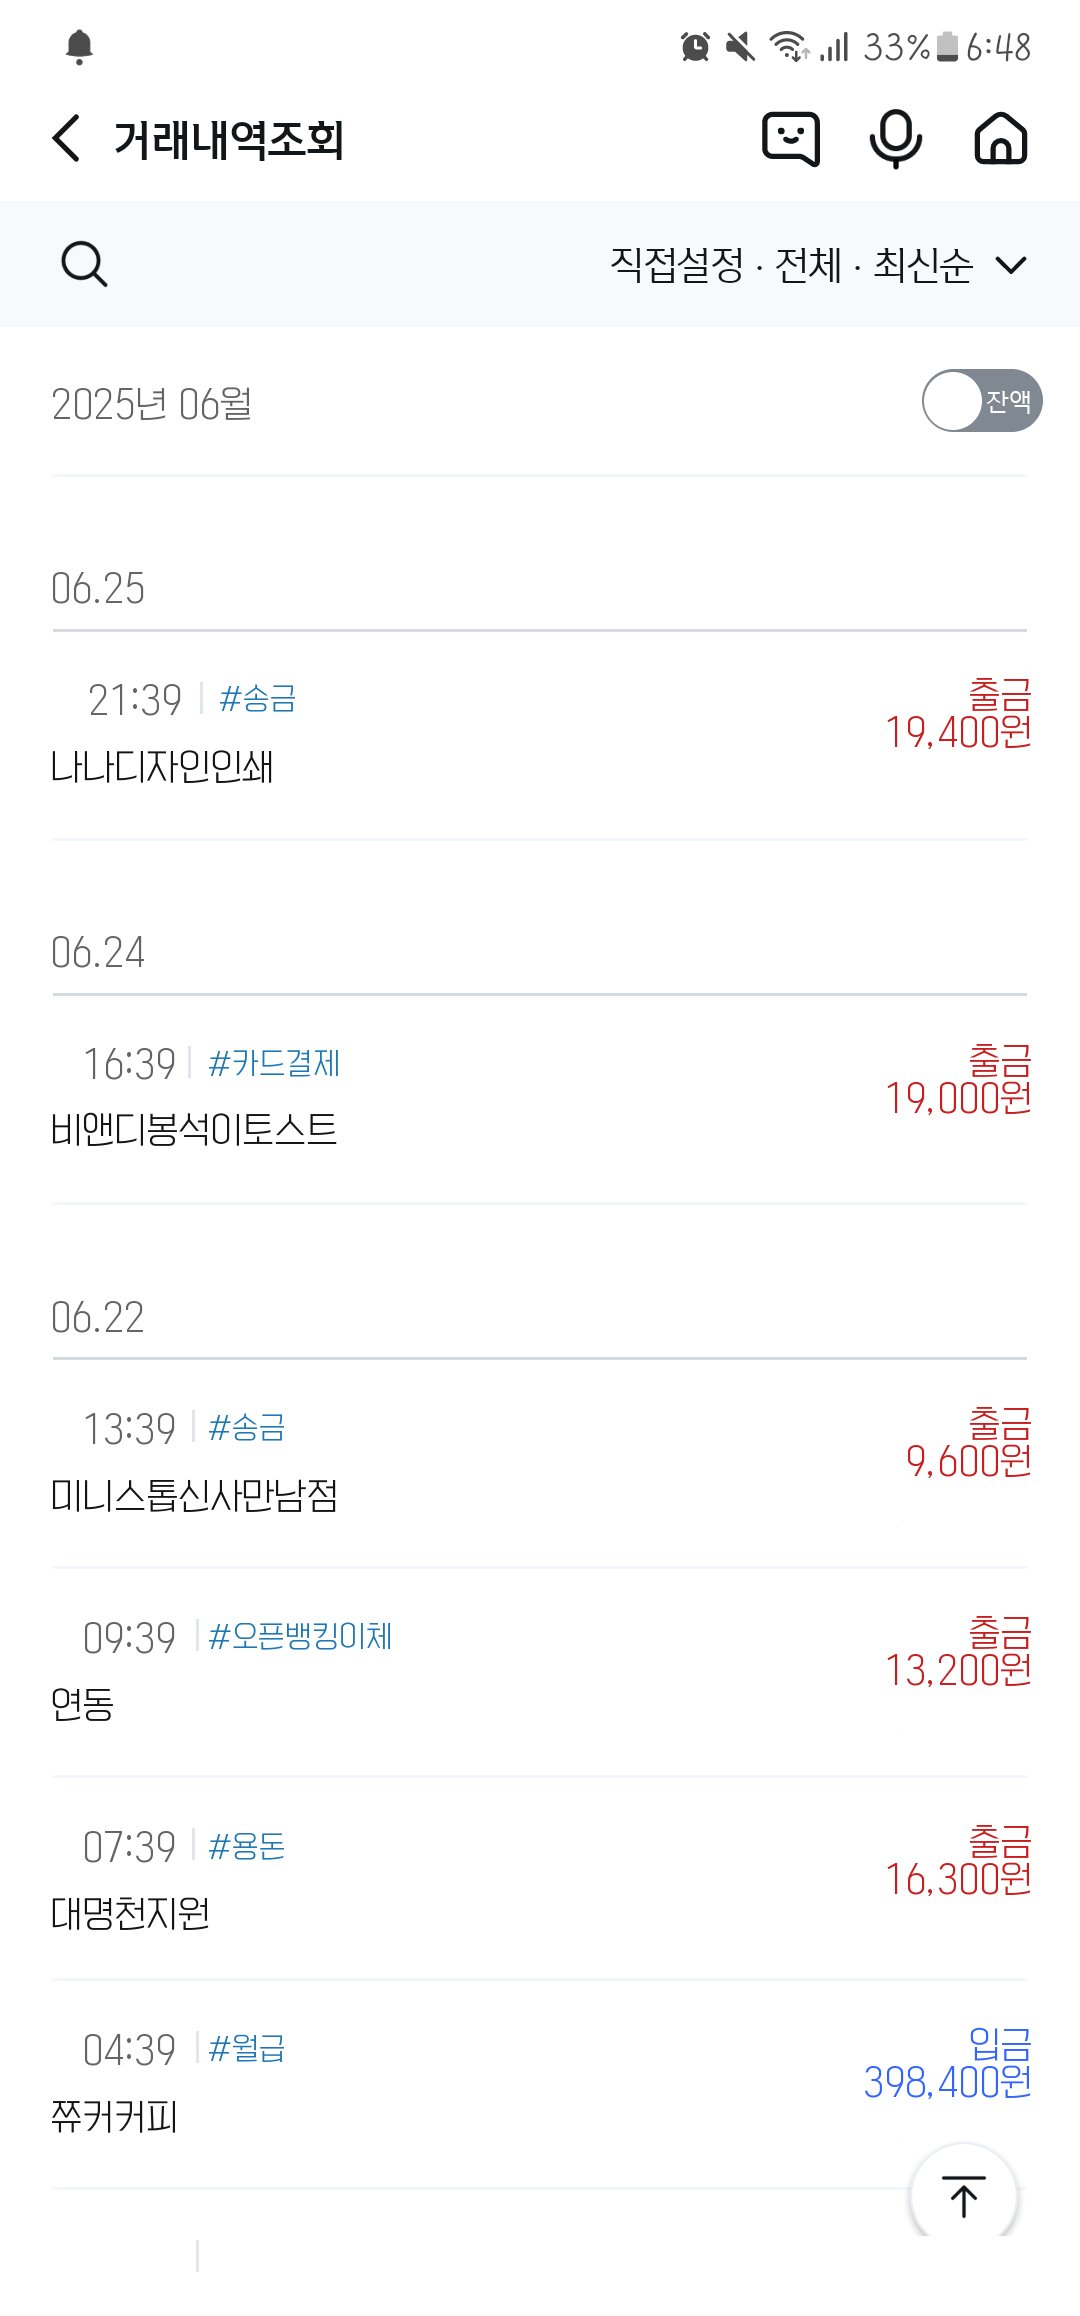 33% 6:48
거래내역조회
직접설정 · 전체 · 최신순
2025년 06월
잔액
06.25
21:39 #송금
출금
19,400원
나나디자인인쇄
06.24
16:39 #카드결제
출금
19,000원
비앤디봉석이토스트
06.22
13:39 #송금
출금
9,600원
미니스톱신사만남점
09:39 #오픈뱅킹이체
출금
13,200원
연동
07:39 #용돈
출금
16,300원
대명천지원
04:39 #월급
입금
398,400원
쮸커커피